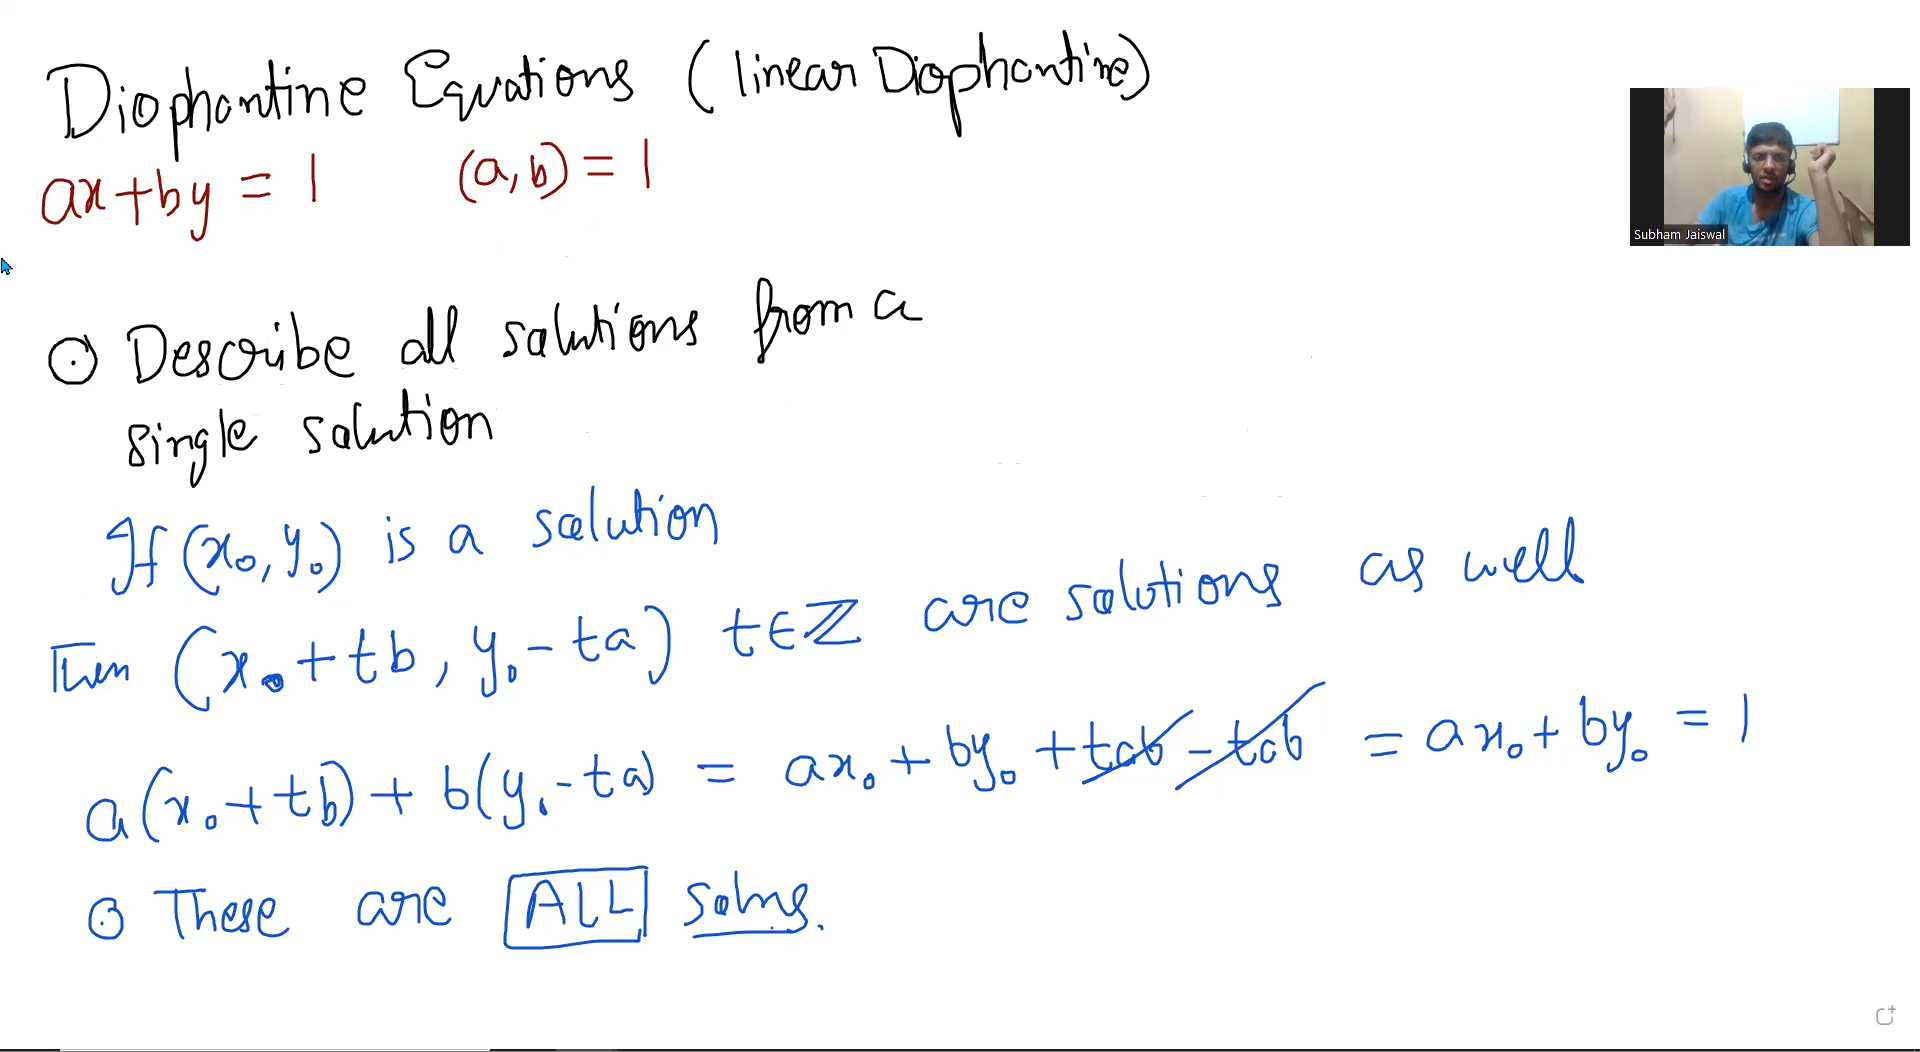 Diophantine Equations (linear Diophantine)
ax+by = 1 (a,b) = 1
Subham Jaiswal
⊙ Describe all solutions from a
single solution
If (x₀, y₀) is a solution
Then (x₀ + tb, y₀ - ta) t∈ℤ are solutions as well
a(x₀+tb) + b(y₀-ta) = ax₀ + by₀ + tab - tab = ax₀ + by₀ = 1
⊙ These are ALL solns.